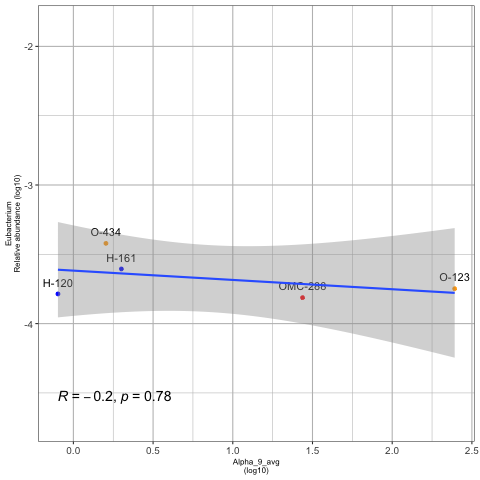 -2
-3
-4
Eubacterium
Relative abundance (log10)
O-434
H-161
H-120
OMC-286
O-123
R = −0.2, p = 0.78
0.0 0.5 1.0 1.5 2.0 2.5
Alpha_9_avg
(log10)